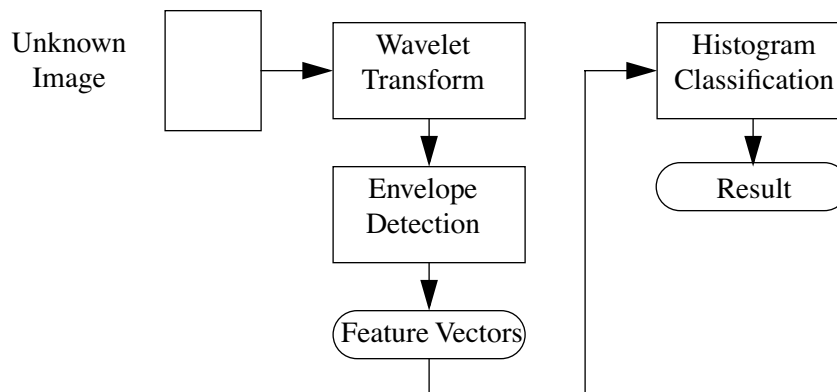 Unknown
Image
Wavelet
Transform
Envelope
Detection
Feature Vectors
Histogram
Classification
Result